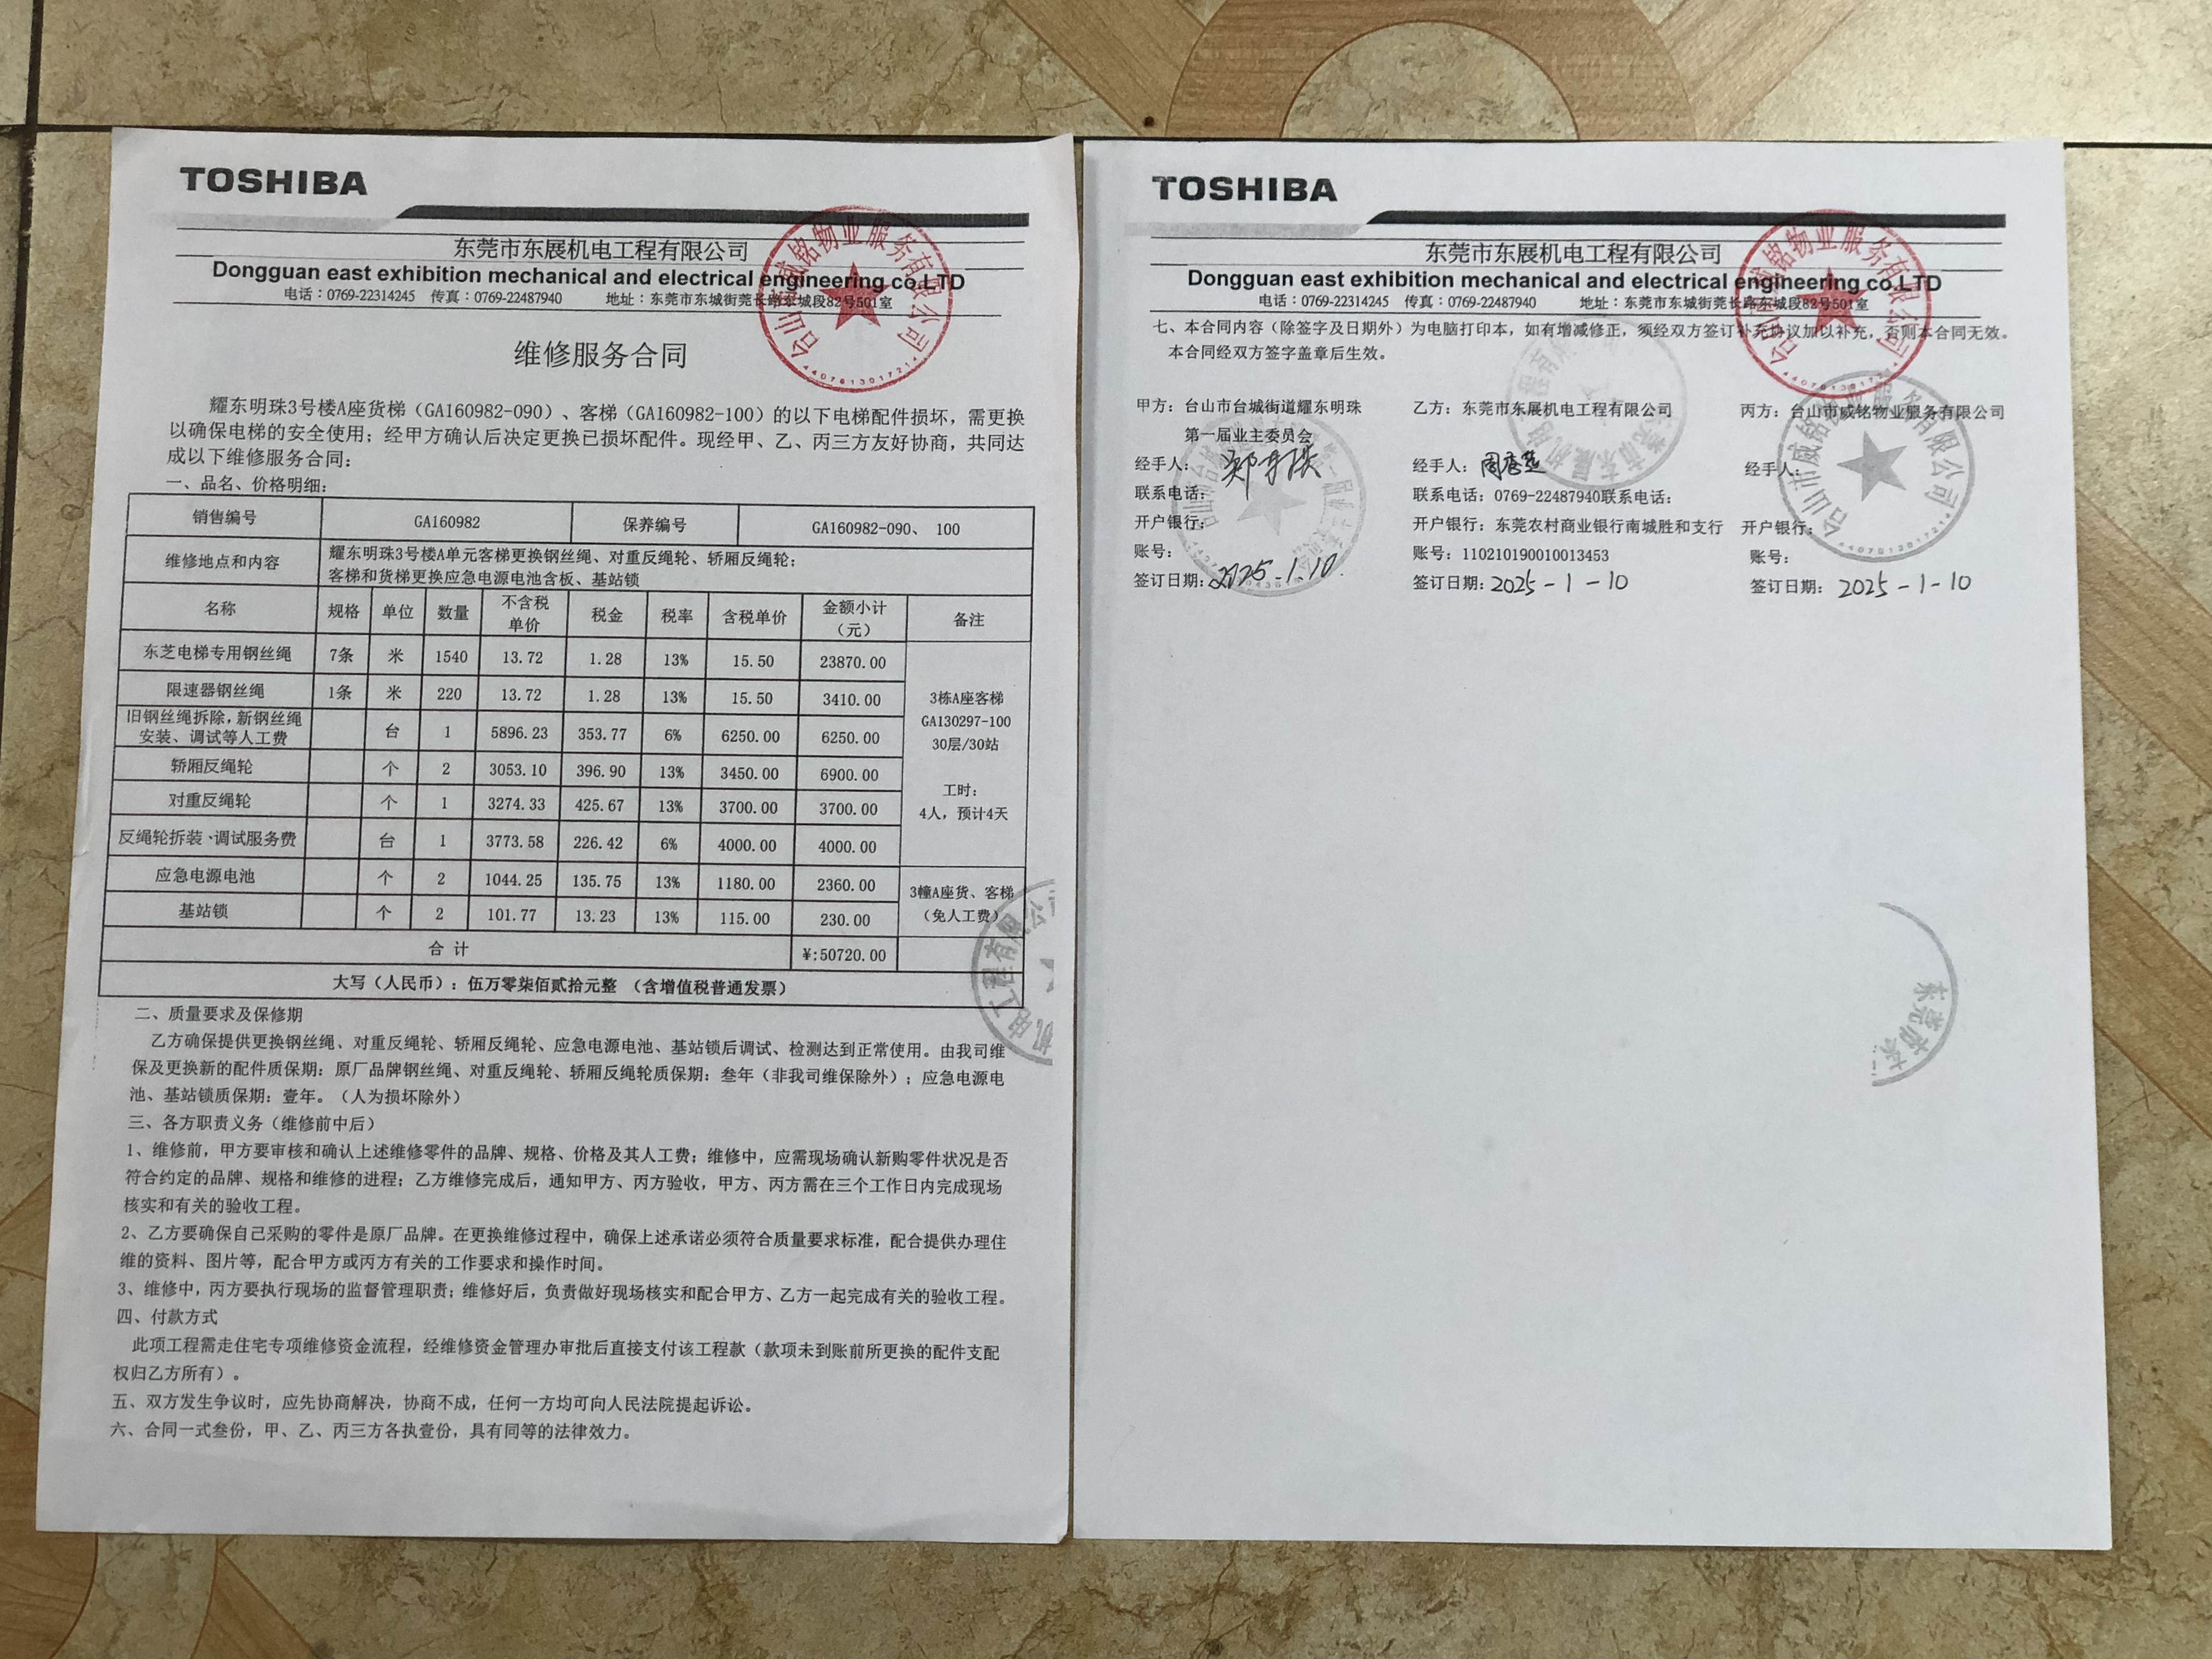 TOSHIBA
东莞市东展机电工程有限公司
Dongguan east exhibition mechanical and electrical engineering co.LTD
电话：0769-22314245 传真：0769-22487940 地址：东莞市东城街莞长路东城段82号501室
台山市威铭物业服务有限公司
维修服务合同
耀东明珠3号楼A座货梯（GA160982-090）、客梯（GA160982-100）的以下电梯配件损坏，需更换
以确保电梯的安全使用；经甲方确认后决定更换已损坏配件。现经甲、乙、丙三方友好协商，共同达
成以下维修服务合同：
一、品名、价格明细：
销售编号 GA160982 保养编号 GA160982-090、 100
维修地点和内容 耀东明珠3号楼A单元客梯更换钢丝绳、对重反绳轮、轿厢反绳轮；
客梯和货梯更换应急电源电池含板、基站锁
名称 规格 单位 数量 不含税单价 税金 税率 含税单价 金额小计（元） 备注
东芝电梯专用钢丝绳 7条 米 1540 13.72 1.28 13% 15.50 23870.00
限速器钢丝绳 1条 米 220 13.72 1.28 13% 15.50 3410.00
旧钢丝绳拆除，新钢丝绳安装、调试等人工费 台 1 5896.23 353.77 6% 6250.00 6250.00
轿厢反绳轮 个 2 3053.10 396.90 13% 3450.00 6900.00
对重反绳轮 个 1 3274.33 425.67 13% 3700.00 3700.00
反绳轮拆装、调试服务费 台 1 3773.58 226.42 6% 4000.00 4000.00
3栋A座客梯
GA130297-100
30层/30站
工时：
4人，预计4天
应急电源电池 个 2 1044.25 135.75 13% 1180.00 2360.00
基站锁 个 2 101.77 13.23 13% 115.00 230.00
3幢A座货、客梯
（免人工费）
合 计 ¥:50720.00
大写（人民币）：伍万零柒佰贰拾元整 （含增值税普通发票）
二、质量要求及保修期
乙方确保提供更换钢丝绳、对重反绳轮、轿厢反绳轮、应急电源电池、基站锁后调试、检测达到正常使用。由我司维
保及更换新的配件质保期：原厂品牌钢丝绳、对重反绳轮、轿厢反绳轮质保期：叁年（非我司维保除外）；应急电源电
池、基站锁质保期：壹年。（人为损坏除外）
三、各方职责义务（维修前中后）
1、维修前，甲方要审核和确认上述维修零件的品牌、规格、价格及其人工费；维修中，应需现场确认新购零件状况是否
符合约定的品牌、规格和维修的进程；乙方维修完成后，通知甲方、丙方验收，甲方、丙方需在三个工作日内完成现场
核实和有关的验收工程。
2、乙方要确保自己采购的零件是原厂品牌。在更换维修过程中，确保上述承诺必须符合质量要求标准，配合提供办理住
维的资料、图片等，配合甲方或丙方有关的工作要求和操作时间。
3、维修中，丙方要执行现场的监督管理职责；维修好后，负责做好现场核实和配合甲方、乙方一起完成有关的验收工程。
四、付款方式
此项工程需走住宅专项维修资金流程，经维修资金管理办审批后直接支付该工程款（款项未到账前所更换的配件支配
权归乙方所有）。
五、双方发生争议时，应先协商解决，协商不成，任何一方均可向人民法院提起诉讼。
六、合同一式叁份，甲、乙、丙三方各执壹份，具有同等的法律效力。
机电工程有限公
TOSHIBA
东莞市东展机电工程有限公司
Dongguan east exhibition mechanical and electrical engineering co.LTD
电话：0769-22314245 传真：0769-22487940 地址：东莞市东城街莞长路东城段82号501室
台山市威铭物业服务有限公司
七、本合同内容（除签字及日期外）为电脑打印本，如有增减修正，须经双方签订补充协议加以补充，否则本合同无效。
本合同经双方签字盖章后生效。
甲方：台山市台城街道耀东明珠
第一届业主委员会
经手人：
联系电话：
开户银行：
账号：
签订日期：2025-1.10
乙方：东莞市东展机电工程有限公司
经手人：
联系电话：0769-22487940联系电话：
开户银行：东莞农村商业银行南城胜和支行
账号：110210190010013453
签订日期：2025-1-10
丙方：台山市威铭物业服务有限公司
经手人：
开户银行：
账号：
签订日期：2025-1-10
台山市威铭物业服务有限公司
东莞市东